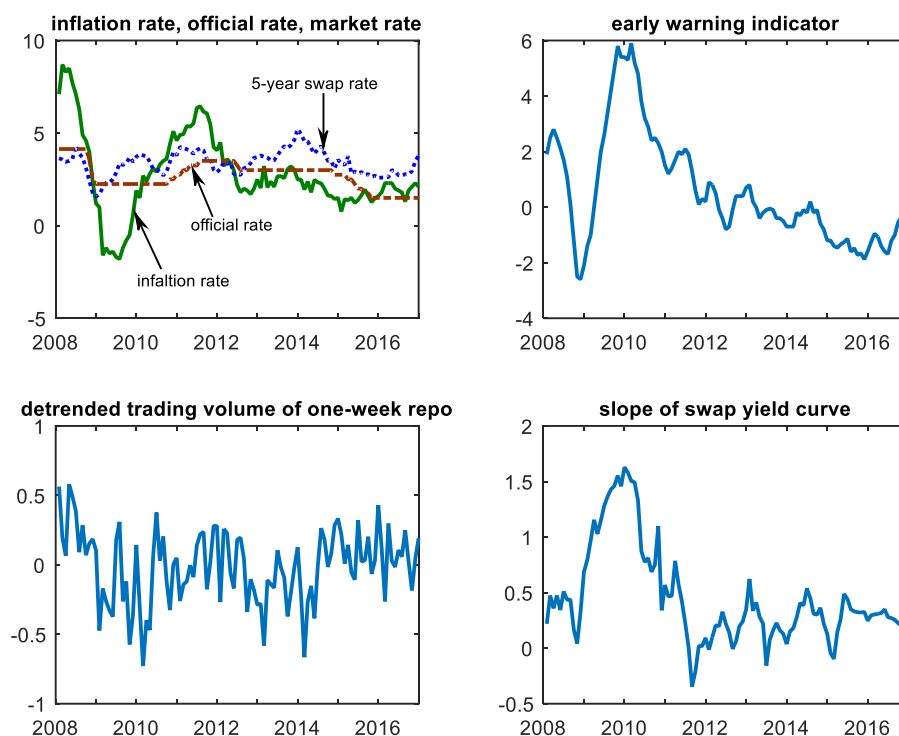 inflation rate, official rate, market rate
10
5
0
-5
2008 2010 2012 2014 2016
5-year swap rate
official rate
infaltion rate
early warning indicator
6
4
2
0
-2
-4
2008 2010 2012 2014 2016
detrended trading volume of one-week repo
1
0.5
0
-0.5
-1
2008 2010 2012 2014 2016
slope of swap yield curve
2
1.5
1
0.5
0
-0.5
2008 2010 2012 2014 2016